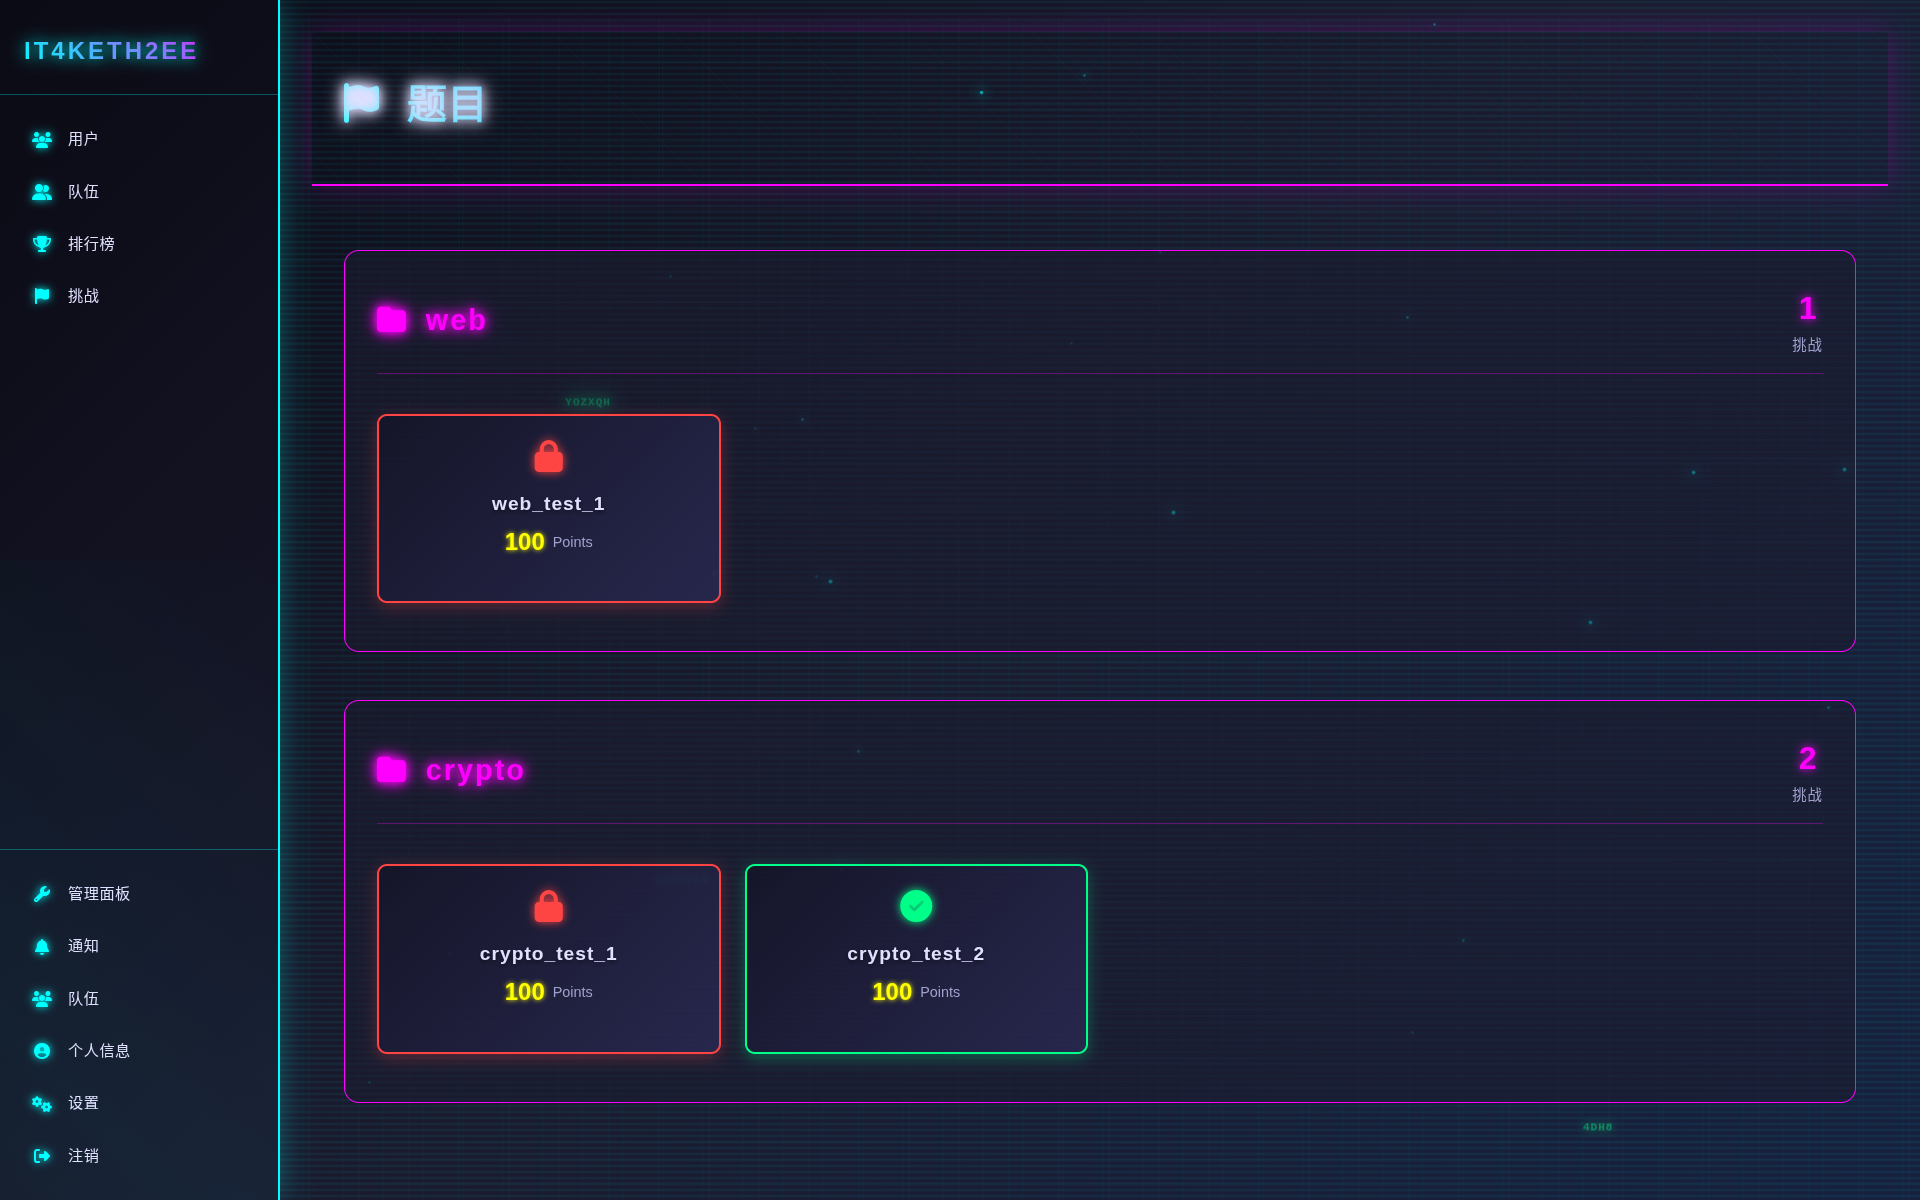 IT4KETH2EE
用户
队伍
排行榜
挑战
管理面板
通知
队伍
个人信息
设置
注销
题目
web
1
挑战
YOZXQH
web_test_1
100 Points
crypto
2
挑战
crypto_test_1
100 Points
crypto_test_2
100 Points
4DH8